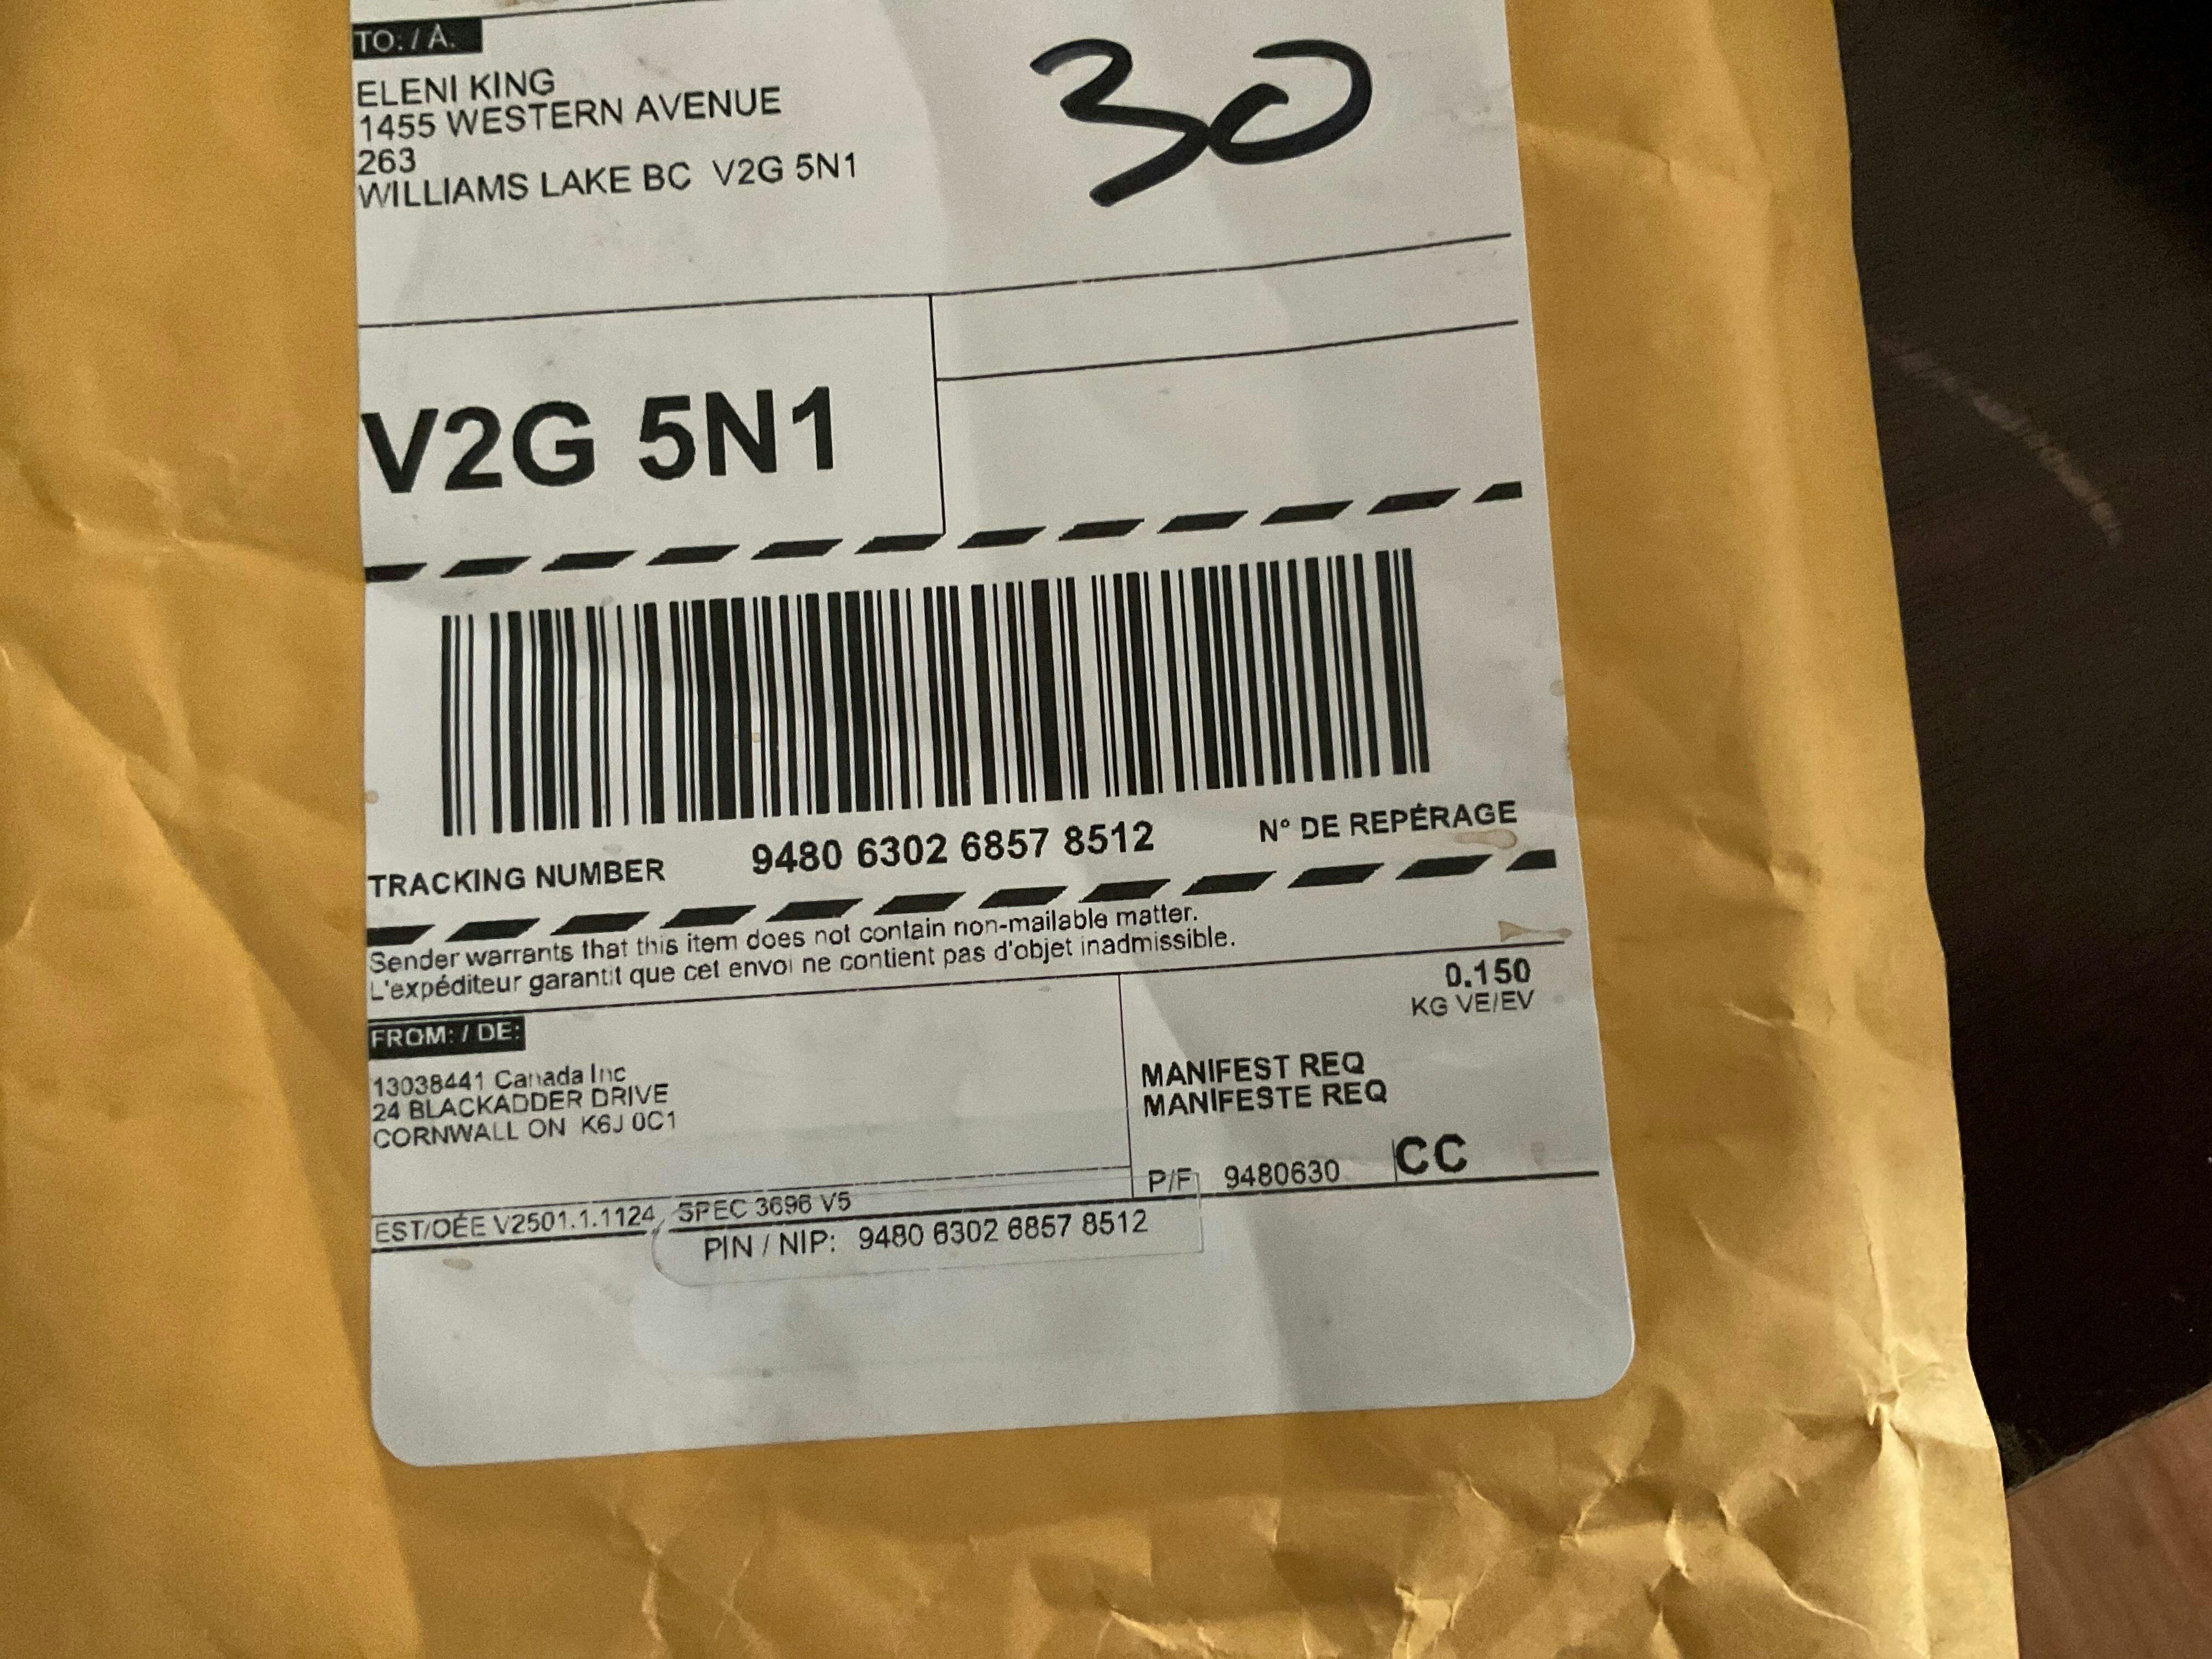 TO: / À:
ELENI KING
1455 WESTERN AVENUE
263
WILLIAMS LAKE BC V2G 5N1
30
V2G 5N1
TRACKING NUMBER 9480 6302 6857 8512 N° DE REPÉRAGE
Sender warrants that this item does not contain non-mailable matter.
L'expéditeur garantit que cet envoi ne contient pas d'objet inadmissible.
0.150
KG VE/EV
FROM: / DE:
13038441 Canada Inc
24 BLACKADDER DRIVE
CORNWALL ON K6J 0C1
MANIFEST REQ
MANIFESTE REQ
P/F 9480630 CC
EST/OÉE V2501.1.1124 SPEC 3696 V5
PIN / NIP: 9480 6302 6857 8512